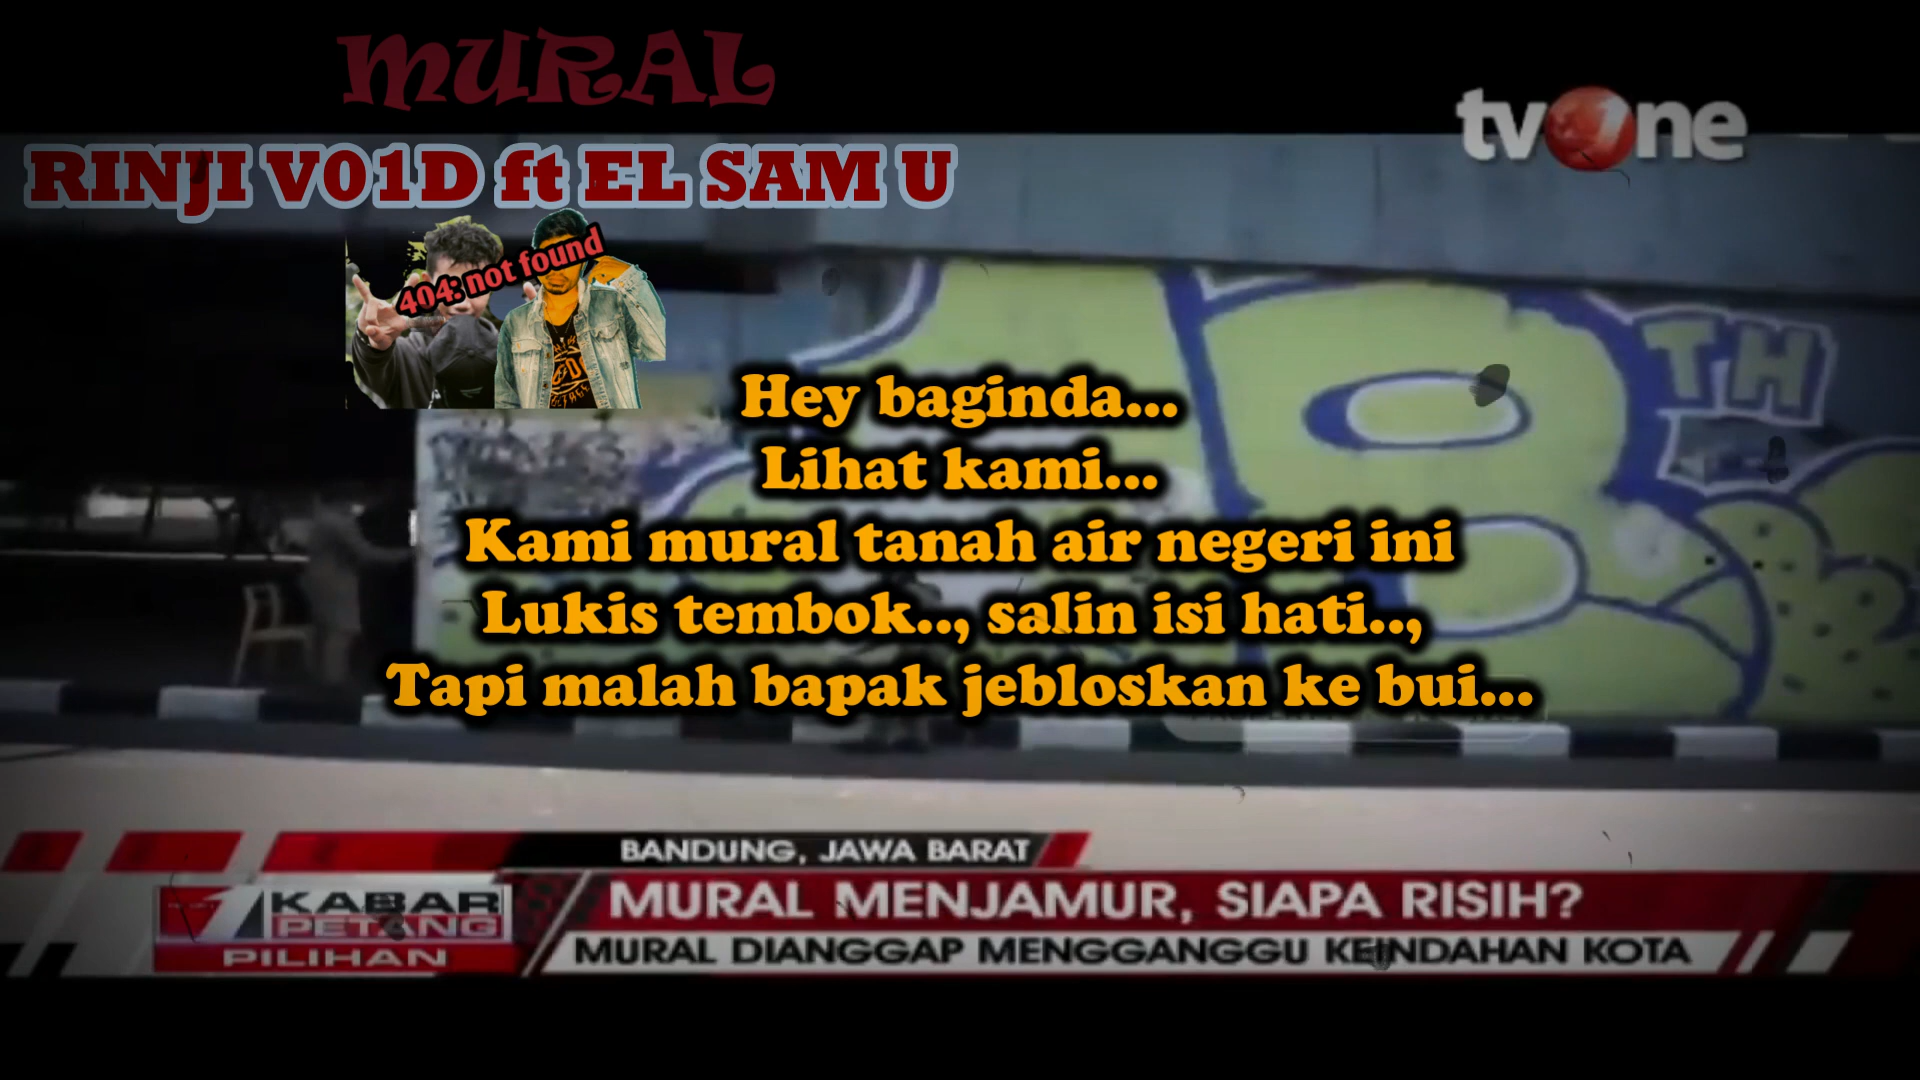 MURAL
tvOne
RINJI V01D ft EL SAM U
404: not found
TH
Hey baginda...
Lihat kami...
Kami mural tanah air negeri ini
Lukis tembok.., salin isi hati..,
Tapi malah bapak jebloskan ke bui...
BANDUNG, JAWA BARAT
KABAR
PETANG
PILIHAN
MURAL MENJAMUR, SIAPA RISIH?
MURAL DIANGGAP MENGGANGGU KEINDAHAN KOTA